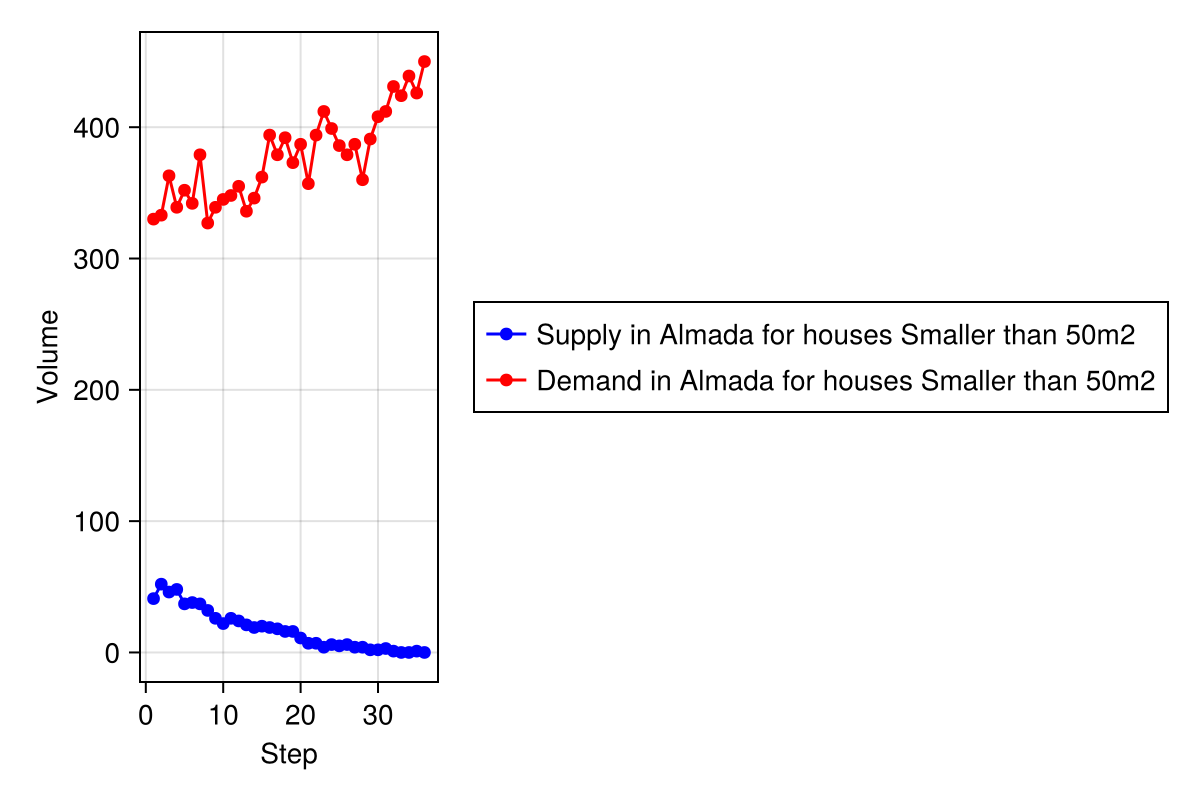 400
300
200
100
0
Volume
0 10 20 30
Step
Supply in Almada for houses Smaller than 50m2
Demand in Almada for houses Smaller than 50m2